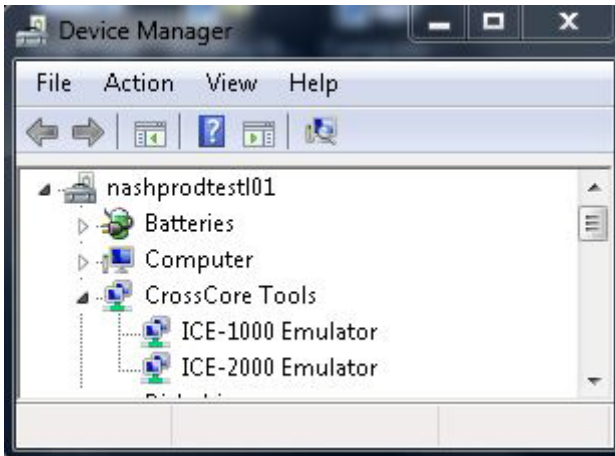 Device Manager
File Action View Help
nashprodtestl01
Batteries
Computer
CrossCore Tools
ICE-1000 Emulator
ICE-2000 Emulator